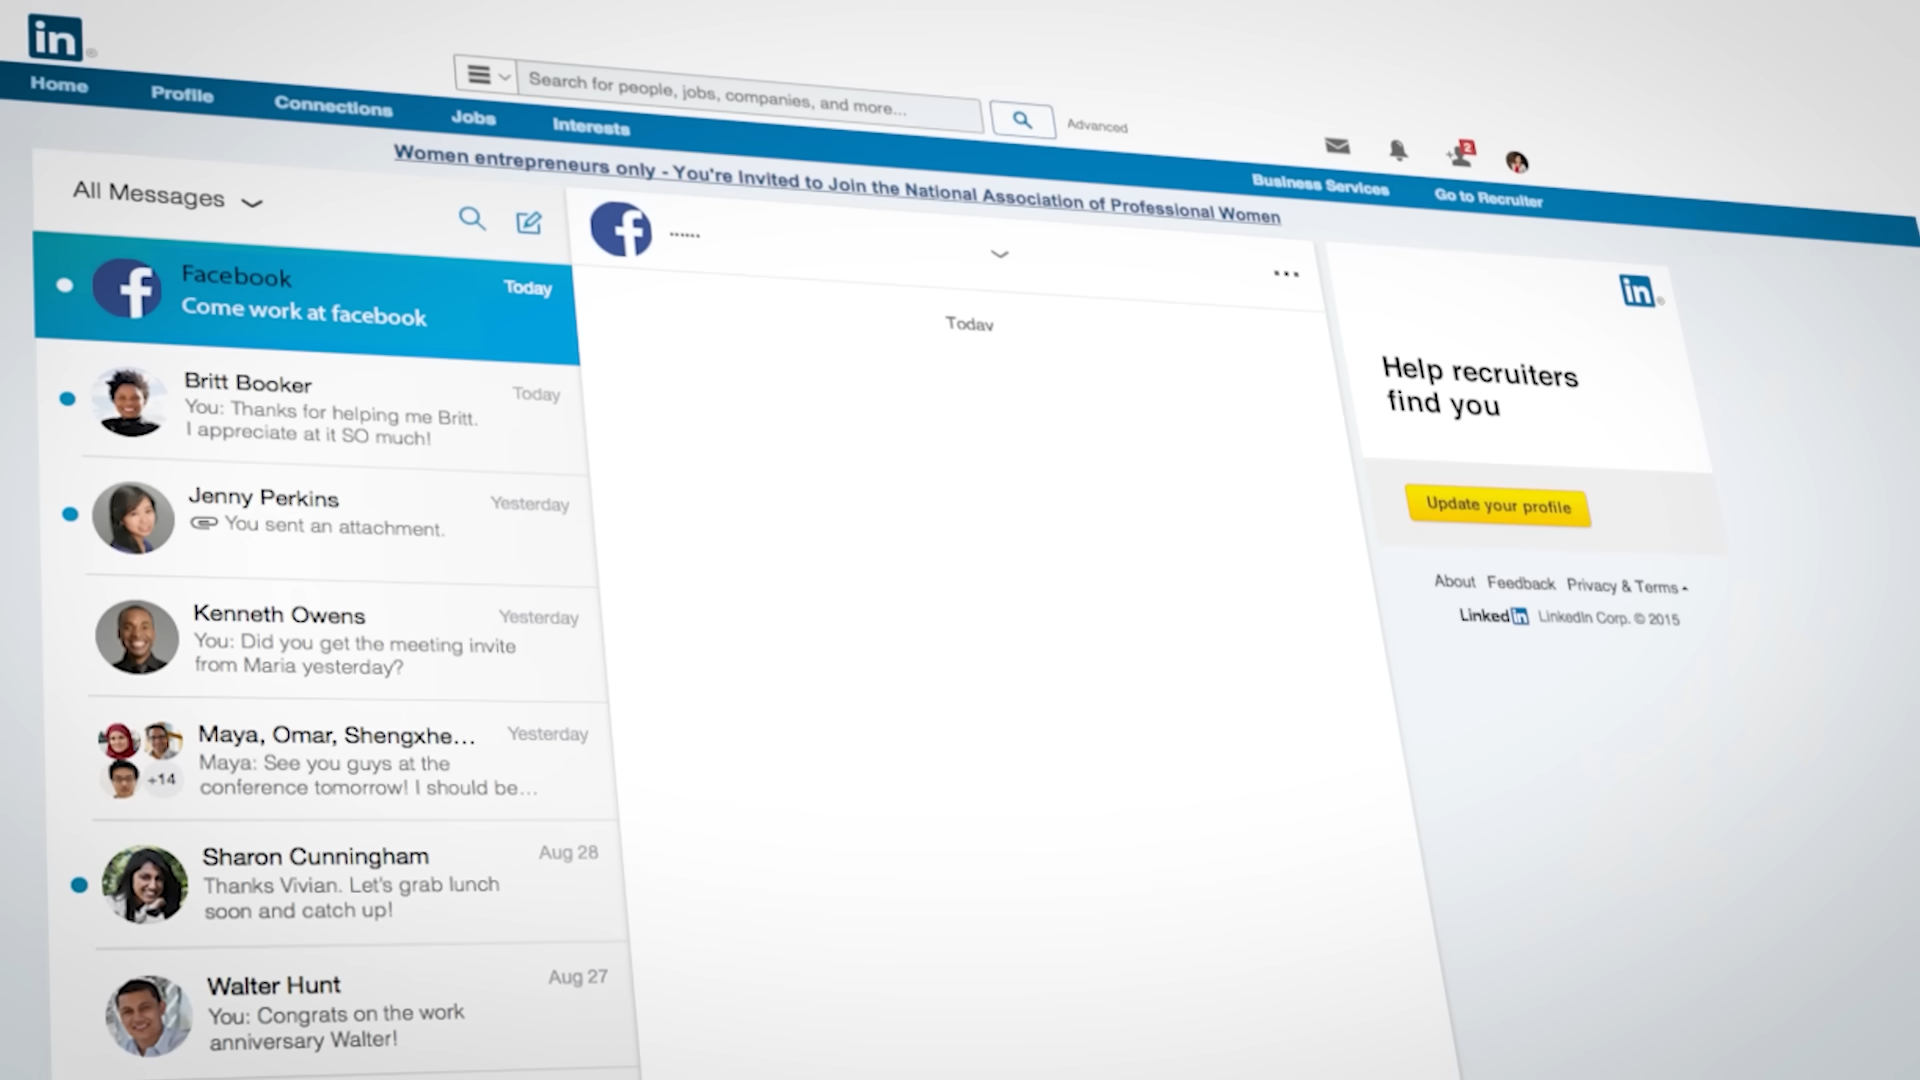 in
Search for people, jobs, companies, and more...
Advanced
2
Home Profile Connections Jobs Interests Business Services Go to Recruiter
Women entrepreneurs only - You're Invited to Join the National Association of Professional Women
All Messages
Facebook Today
Come work at facebook
Britt Booker Today
You: Thanks for helping me Britt.
I appreciate at it SO much!
Jenny Perkins Yesterday
You sent an attachment.
Kenneth Owens Yesterday
You: Did you get the meeting invite
from Maria yesterday?
Maya, Omar, Shengxhe... Yesterday
+14
Maya: See you guys at the
conference tomorrow! I should be...
Sharon Cunningham Aug 28
Thanks Vivian. Let's grab lunch
soon and catch up!
Walter Hunt Aug 27
You: Congrats on the work
anniversary Walter!
f ......
...
Today
in
Help recruiters
find you
Update your profile
About Feedback Privacy & Terms
Linkedin LinkedIn Corp. © 2015